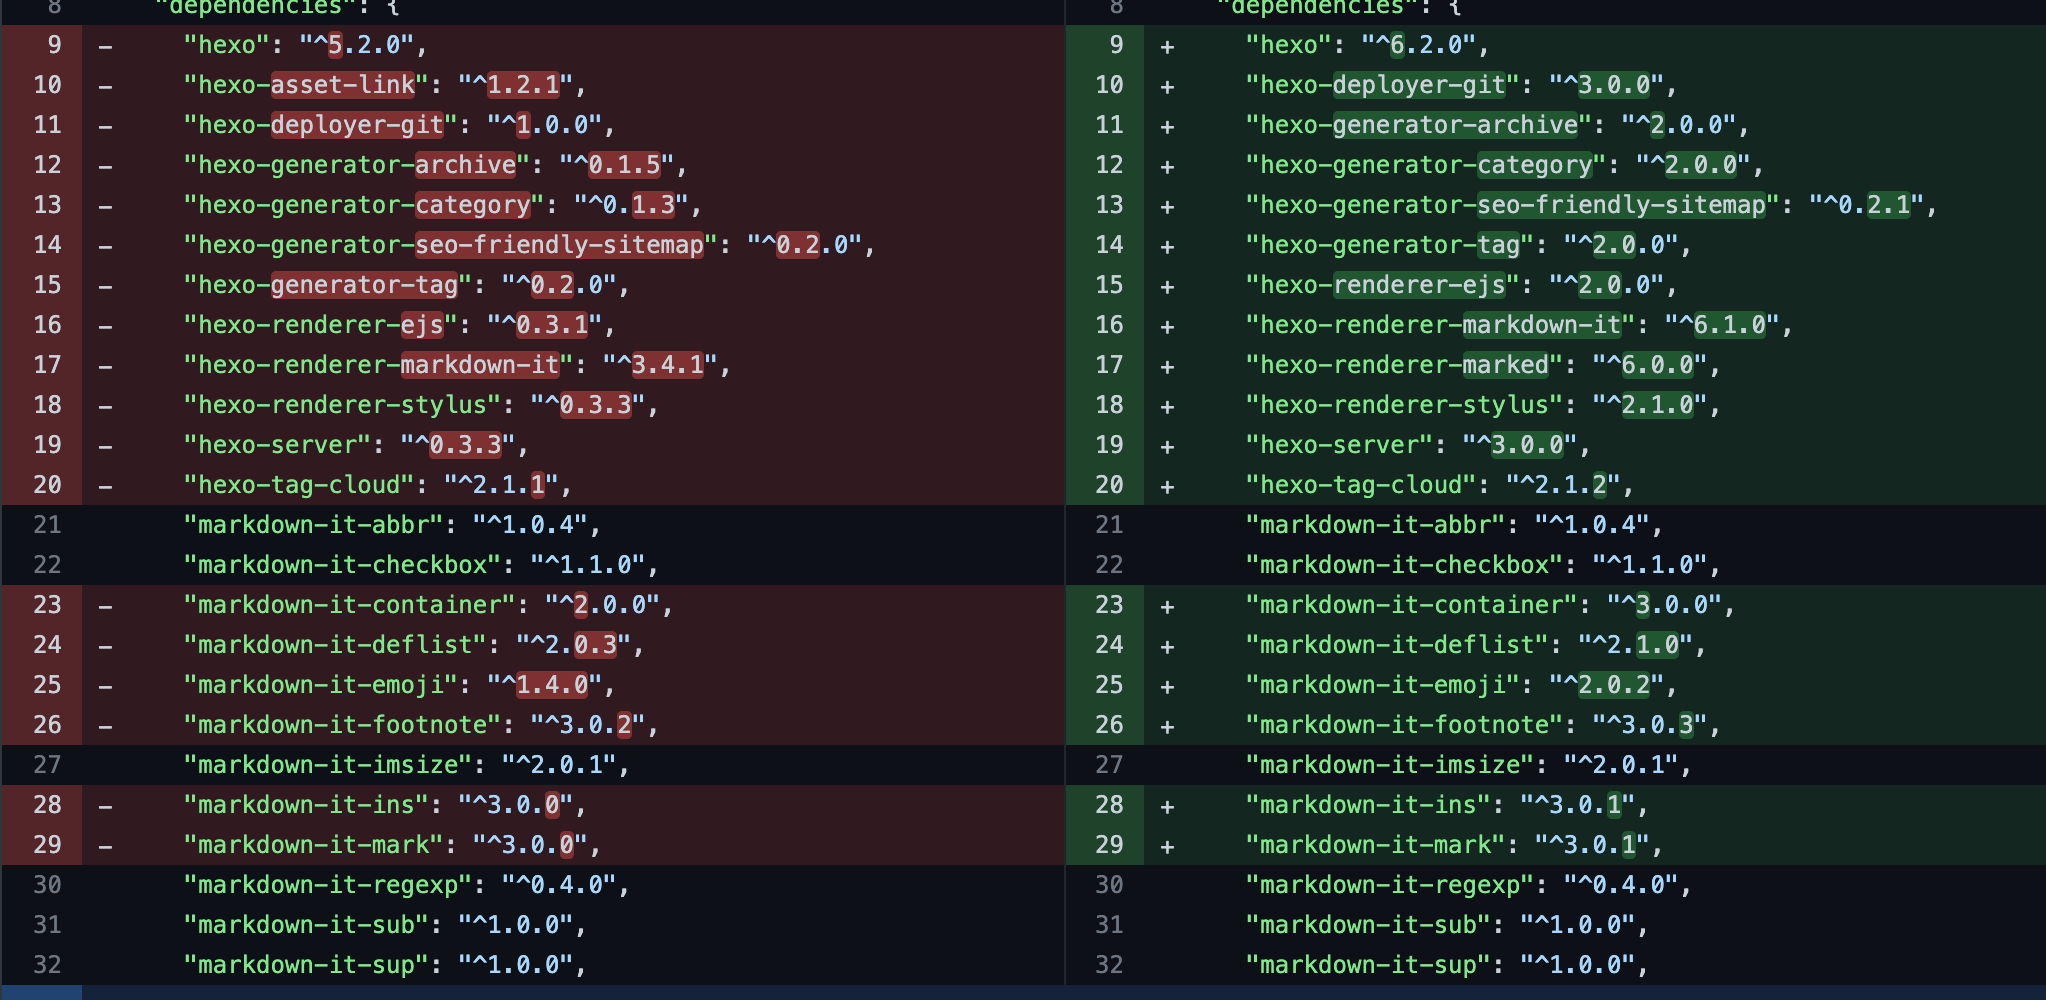 8 "dependencies": {
9 – "hexo": "^5.2.0",
10 – "hexo-asset-link": "^1.2.1",
11 – "hexo-deployer-git": "^1.0.0",
12 – "hexo-generator-archive": "^0.1.5",
13 – "hexo-generator-category": "^0.1.3",
14 – "hexo-generator-seo-friendly-sitemap": "^0.2.0",
15 – "hexo-generator-tag": "^0.2.0",
16 – "hexo-renderer-ejs": "^0.3.1",
17 – "hexo-renderer-markdown-it": "^3.4.1",
18 – "hexo-renderer-stylus": "^0.3.3",
19 – "hexo-server": "^0.3.3",
20 – "hexo-tag-cloud": "^2.1.1",
21 "markdown-it-abbr": "^1.0.4",
22 "markdown-it-checkbox": "^1.1.0",
23 – "markdown-it-container": "^2.0.0",
24 – "markdown-it-deflist": "^2.0.3",
25 – "markdown-it-emoji": "^1.4.0",
26 – "markdown-it-footnote": "^3.0.2",
27 "markdown-it-imsize": "^2.0.1",
28 – "markdown-it-ins": "^3.0.0",
29 – "markdown-it-mark": "^3.0.0",
30 "markdown-it-regexp": "^0.4.0",
31 "markdown-it-sub": "^1.0.0",
32 "markdown-it-sup": "^1.0.0",
8 "dependencies": {
9 + "hexo": "^6.2.0",
10 + "hexo-deployer-git": "^3.0.0",
11 + "hexo-generator-archive": "^2.0.0",
12 + "hexo-generator-category": "^2.0.0",
13 + "hexo-generator-seo-friendly-sitemap": "^0.2.1",
14 + "hexo-generator-tag": "^2.0.0",
15 + "hexo-renderer-ejs": "^2.0.0",
16 + "hexo-renderer-markdown-it": "^6.1.0",
17 + "hexo-renderer-marked": "^6.0.0",
18 + "hexo-renderer-stylus": "^2.1.0",
19 + "hexo-server": "^3.0.0",
20 + "hexo-tag-cloud": "^2.1.2",
21 "markdown-it-abbr": "^1.0.4",
22 "markdown-it-checkbox": "^1.1.0",
23 + "markdown-it-container": "^3.0.0",
24 + "markdown-it-deflist": "^2.1.0",
25 + "markdown-it-emoji": "^2.0.2",
26 + "markdown-it-footnote": "^3.0.3",
27 "markdown-it-imsize": "^2.0.1",
28 + "markdown-it-ins": "^3.0.1",
29 + "markdown-it-mark": "^3.0.1",
30 "markdown-it-regexp": "^0.4.0",
31 "markdown-it-sub": "^1.0.0",
32 "markdown-it-sup": "^1.0.0",